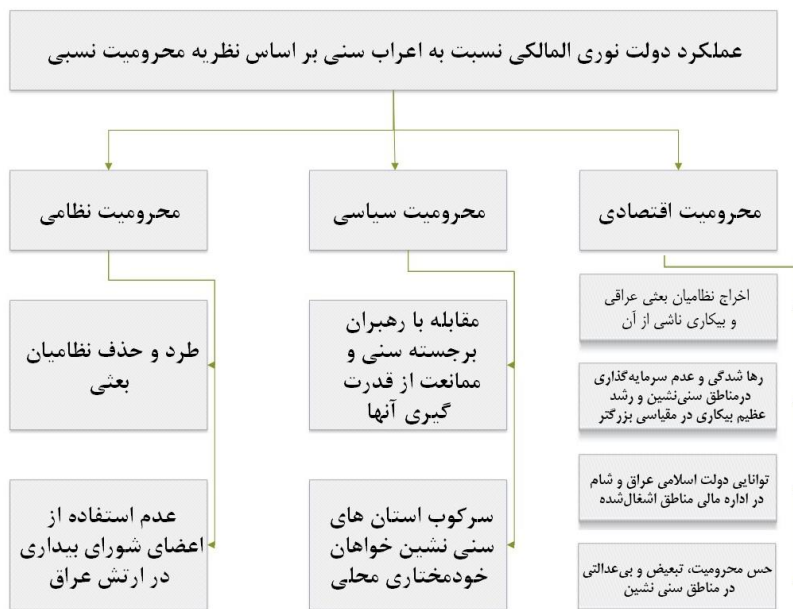 عملکرد دولت نوری المالکی نسبت به اعراب سنی بر اساس نظریه محرومیت نسبی
محرومیت اقتصادی
محرومیت سیاسی
محرومیت نظامی
اخراج نظامیان بعثی عراقی
و بیکاری ناشی از آن
رها شدگی و عدم سرمایه‌گذاری
درمناطق سنی‌نشین و رشد
عظیم بیکاری در مقیاسی بزرگتر
توانایی دولت اسلامی عراق و شام
در اداره مالی مناطق اشغال‌شده
حس محرومیت، تبعیض و بی‌عدالتی
در مناطق سنی نشین
مقابله با رهبران
برجسته سنی و
ممانعت از قدرت
گیری آنها
سرکوب استان های
سنی نشین خواهان
خودمختاری محلی
طرد و حذف نظامیان
بعثی
عدم استفاده از
اعضای شورای بیداری
در ارتش عراق